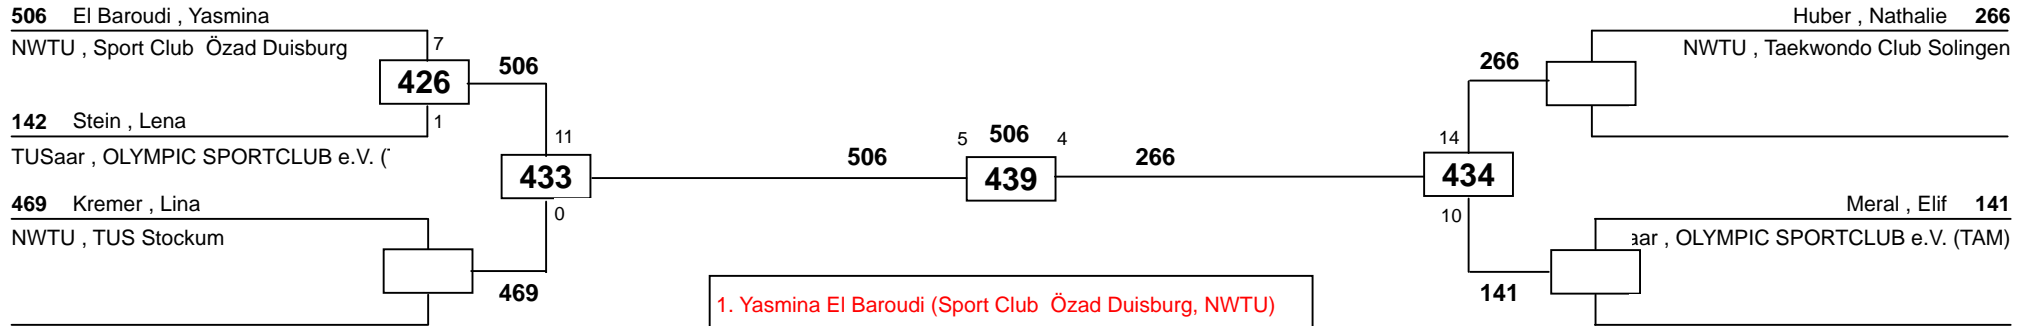 506 El Baroudi , Yasmina
NWTU , Sport Club Özad Duisburg
7
426
506
1
142 Stein , Lena
TUSaar , OLYMPIC SPORTCLUB e.V. (
11
433
0
469 Kremer , Lina
NWTU , TUS Stockum
469
506
5 506 4
439
266
1. Yasmina El Baroudi (Sport Club Özad Duisburg, NWTU)
Huber , Nathalie 266
NWTU , Taekwondo Club Solingen
266
14
434
10
Meral , Elif 141
aar , OLYMPIC SPORTCLUB e.V. (TAM)
141